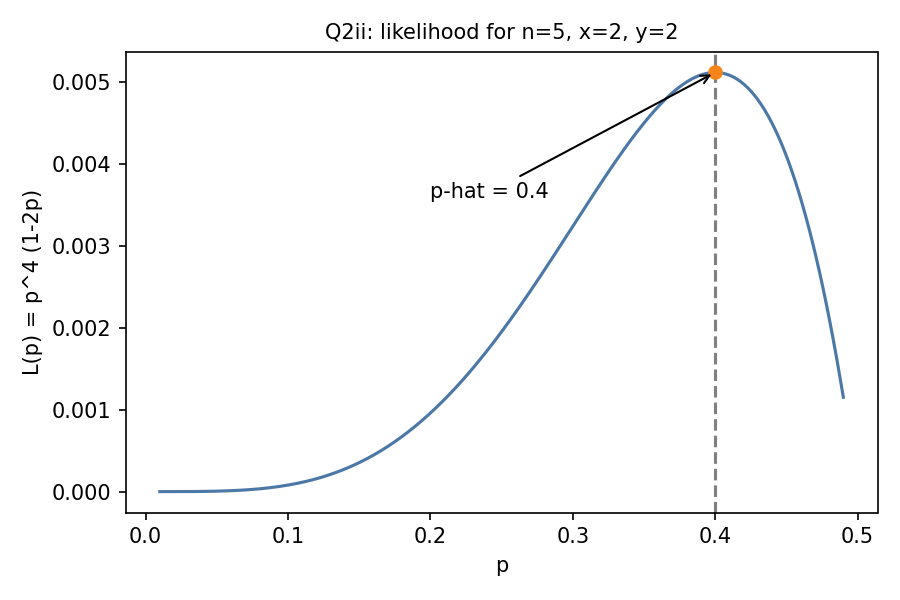 Q2ii: likelihood for n=5, x=2, y=2
L(p) = p^4 (1-2p)
0.005
0.004
0.003
0.002
0.001
0.000
p-hat = 0.4
0.0 0.1 0.2 0.3 0.4 0.5
p